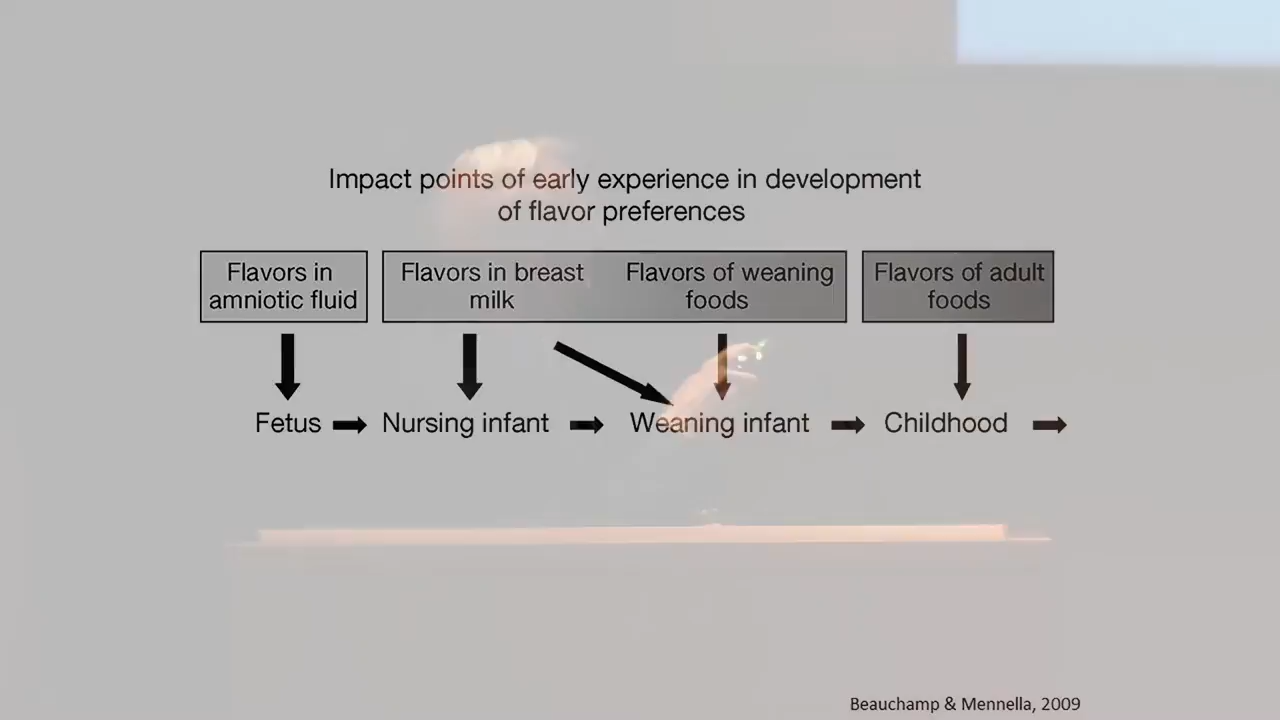 Impact points of early experience in development
of flavor preferences
Flavors in
amniotic fluid
Flavors in breast
milk
Flavors of weaning
foods
Flavors of adult
foods
Fetus
Nursing infant
Weaning infant
Childhood
Beauchamp & Mennella, 2009